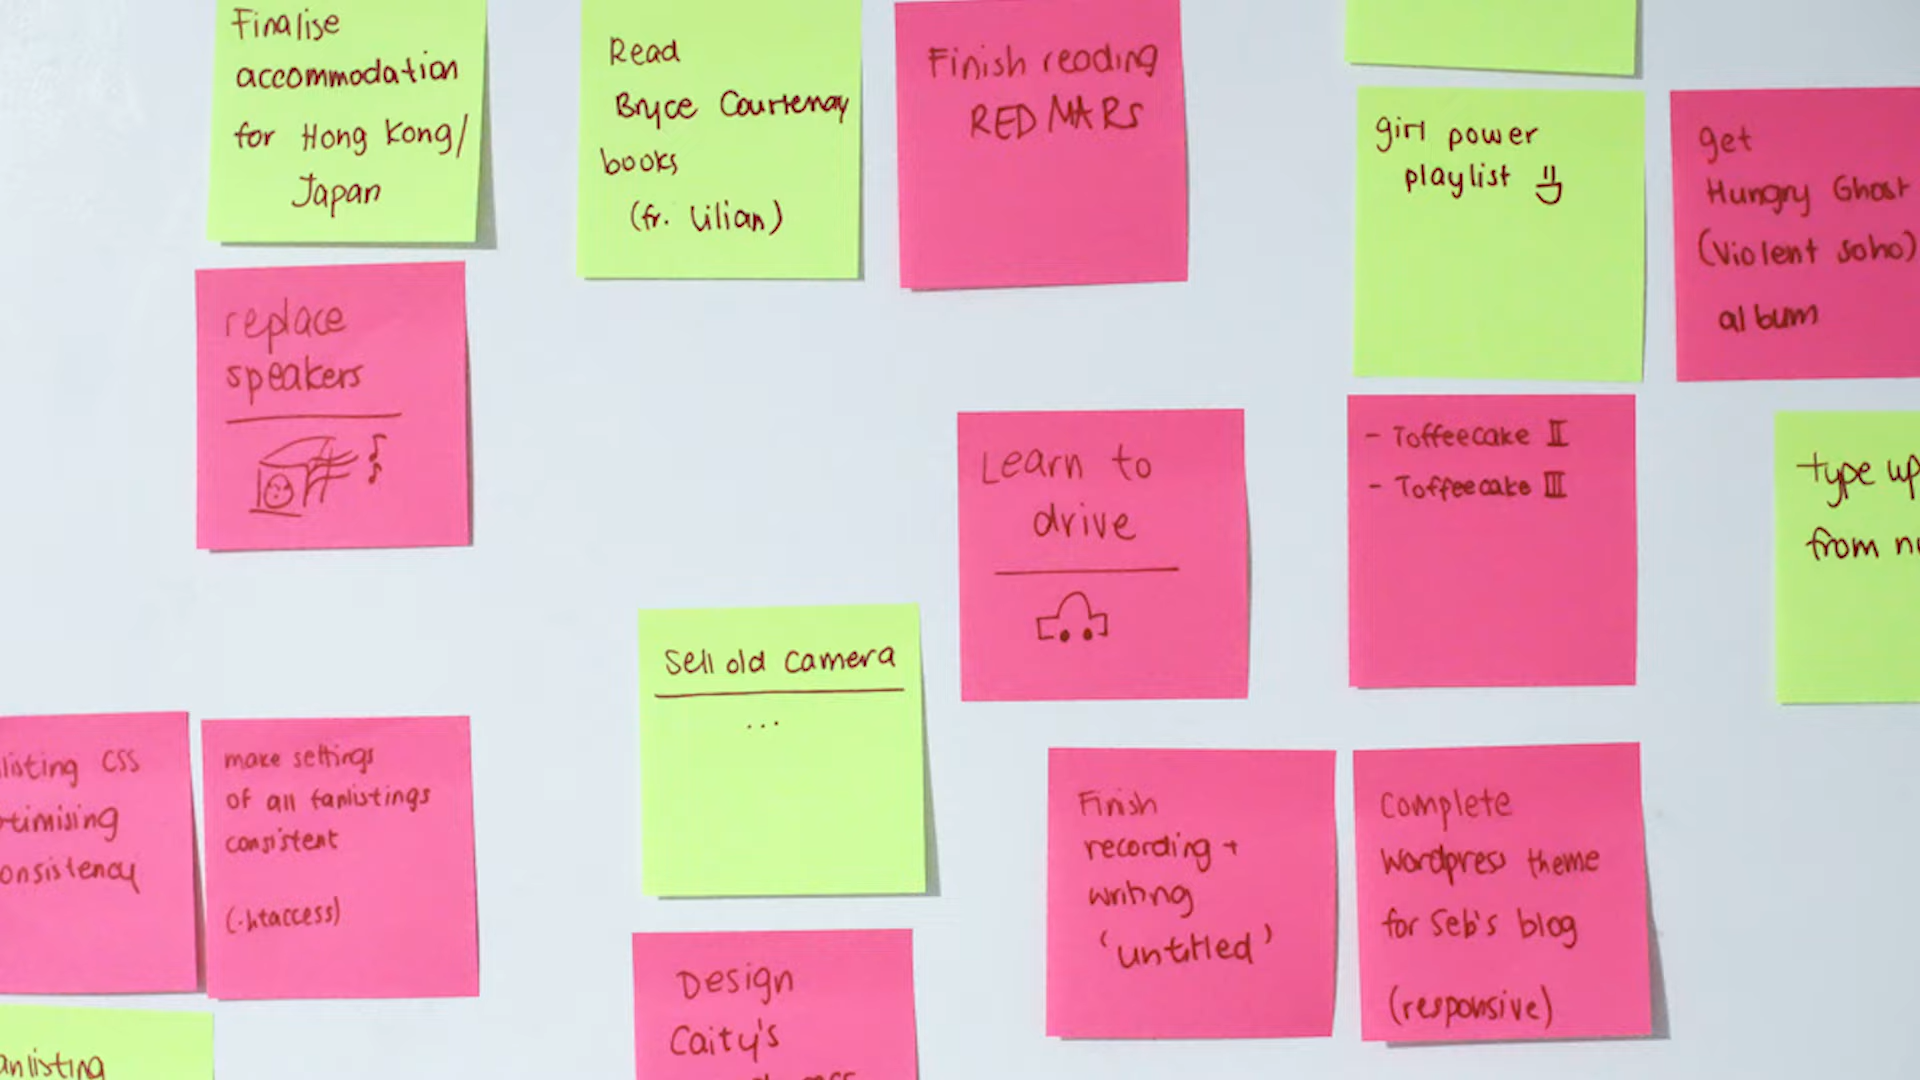 Finalise
accommodation
for Hong Kong/
Japan
Read
Bryce Courtenay
books
(fr. Lilian)
Finish reading
RED MARS
girl power
playlist
get
Hungry Ghost
(Violent Soho)
album
replace
speakers
Learn to
drive
- Toffeecake II
- Toffeecake III
type up
from
Sell old camera
...
listing CSS
make settings
of all fanlistings
consistent
(.htaccess)
Finish
recording +
writing
'untitled'
Complete
Wordpress theme
for Seb's blog
(responsive)
Design
Caity's